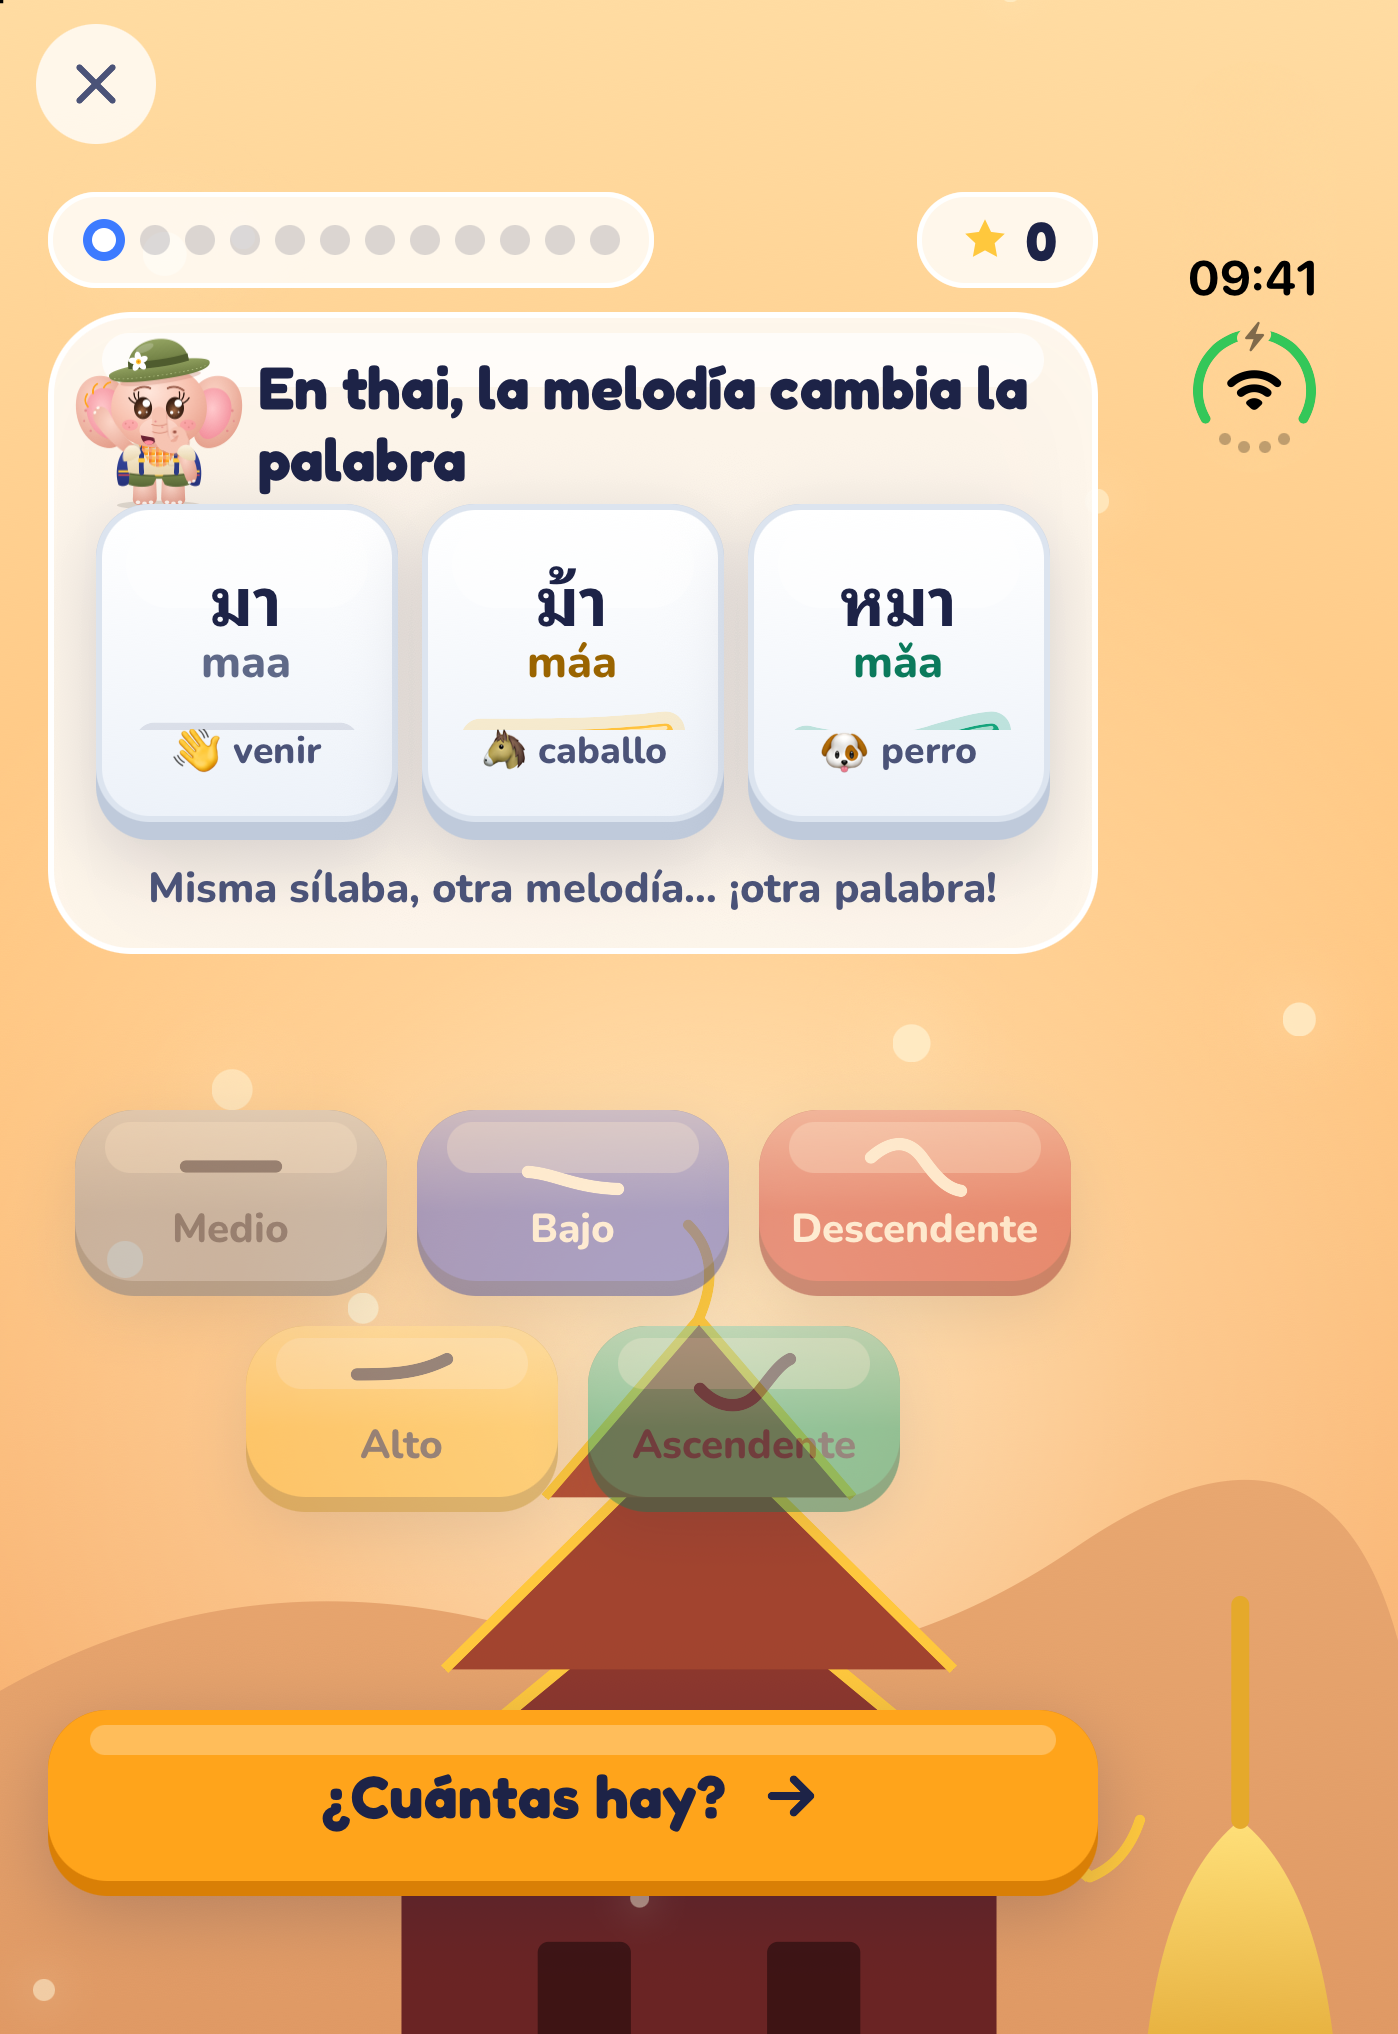 0
09:41
En thai, la melodía cambia la
palabra
มา
maa
venir
ม้า
máa
caballo
หมา
mǎa
perro
Misma sílaba, otra melodía... ¡otra palabra!
Medio
Bajo
Descendente
Alto
Ascendente
¿Cuántas hay? →